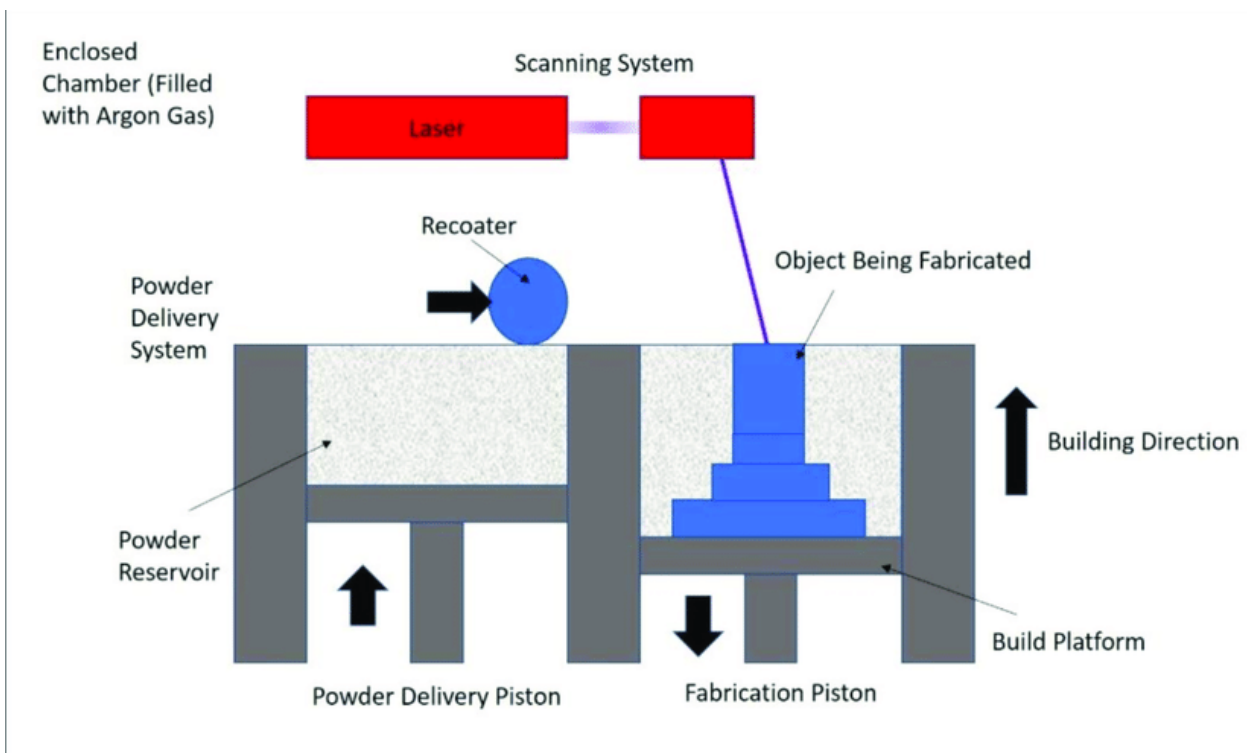 Enclosed
Chamber (Filled
with Argon Gas)
Scanning System
Laser
Recoater
Object Being Fabricated
Powder
Delivery
System
Building Direction
Powder
Reservoir
Build Platform
Powder Delivery Piston
Fabrication Piston